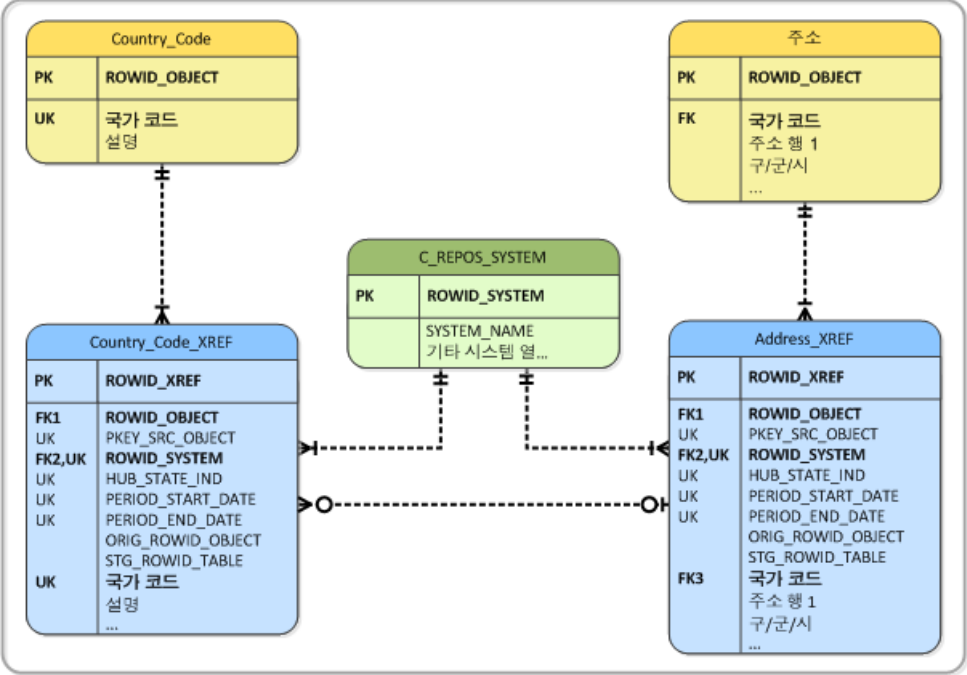 Country_Code
PK ROWID_OBJECT
UK 국가 코드
설명
주소
PK ROWID_OBJECT
FK 국가 코드
주소 행 1
구/군/시
...
C_REPOS_SYSTEM
PK ROWID_SYSTEM
SYSTEM_NAME
기타 시스템 열...
Country_Code_XREF
PK ROWID_XREF
FK1 ROWID_OBJECT
UK PKEY_SRC_OBJECT
FK2,UK ROWID_SYSTEM
UK HUB_STATE_IND
UK PERIOD_START_DATE
UK PERIOD_END_DATE
ORIG_ROWID_OBJECT
STG_ROWID_TABLE
UK 국가 코드
설명
...
Address_XREF
PK ROWID_XREF
FK1 ROWID_OBJECT
UK PKEY_SRC_OBJECT
FK2,UK ROWID_SYSTEM
UK HUB_STATE_IND
UK PERIOD_START_DATE
UK PERIOD_END_DATE
ORIG_ROWID_OBJECT
STG_ROWID_TABLE
FK3 국가 코드
주소 행 1
구/군/시
...